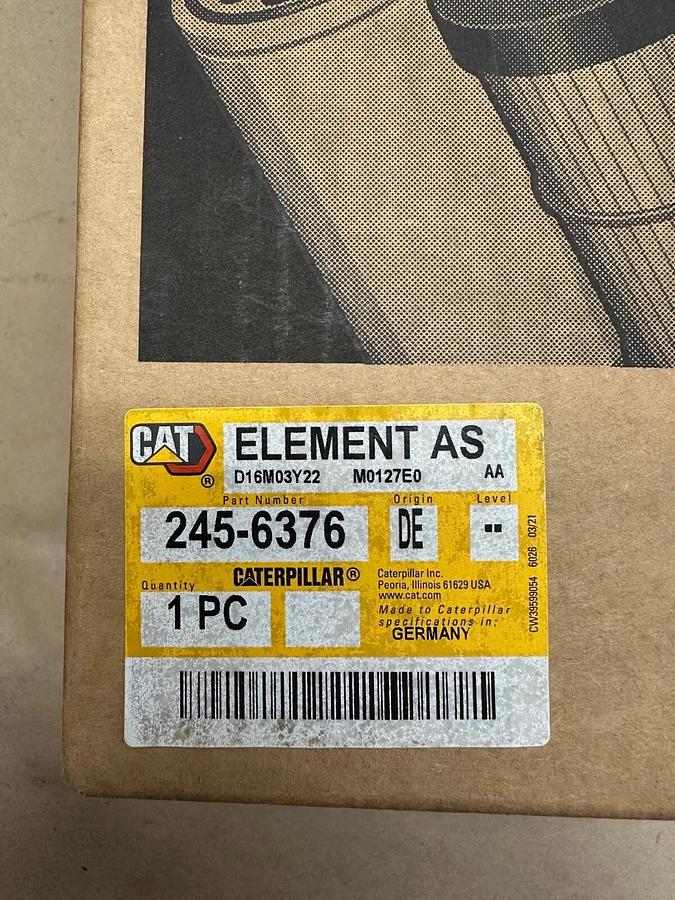 CAT
®
ELEMENT AS
D16M03Y22 M0127E0 AA
Part Number Origin Level
245-6376 DE --
Quantity CATERPILLAR®
1 PC
Caterpillar Inc.
Peoria, Illinois 61629 USA
www.cat.com
Made to Caterpillar
specifications in:
GERMANY
CW39599054 6026 03/21